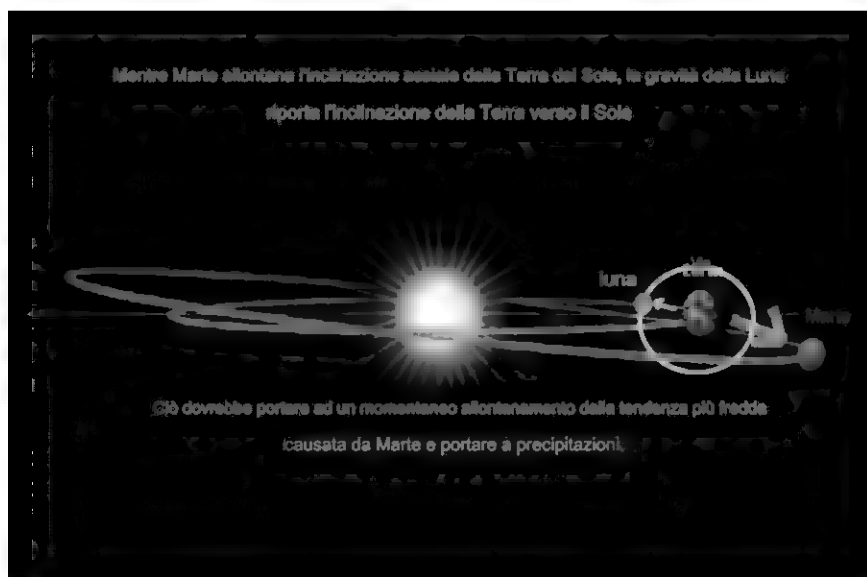 Mentre Marte allontana l'inclinazione assiale della Terra dal Sole, la gravità della Luna
riporta l'inclinazione della Terra verso il Sole
luna
Marte
Ciò dovrebbe portare ad un momentaneo allontanamento dalla tendenza più fredda
causata da Marte e portare a precipitazioni.